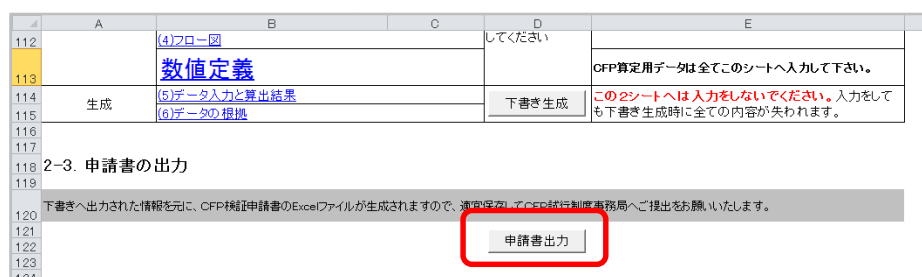 A B C D E
112 (4)フロー図 してください
113 数値定義 CFP算定用データは全てこのシートへ入力して下さい。
114 生成 (5)データ入力と算出結果 下書き生成 この2シートへは入力をしないでください。入力をして
115 (6)データの根拠 も下書き生成時に全ての内容が失われます。
116
117
118 2-3. 申請書の出力
119
120 下書きへ出力された情報を元に、CFP検証申請書のExcelファイルが生成されますので、適宜保存してCFP試行制度事務局へご提出をお願いいたします。
121
122 申請書出力
123
124